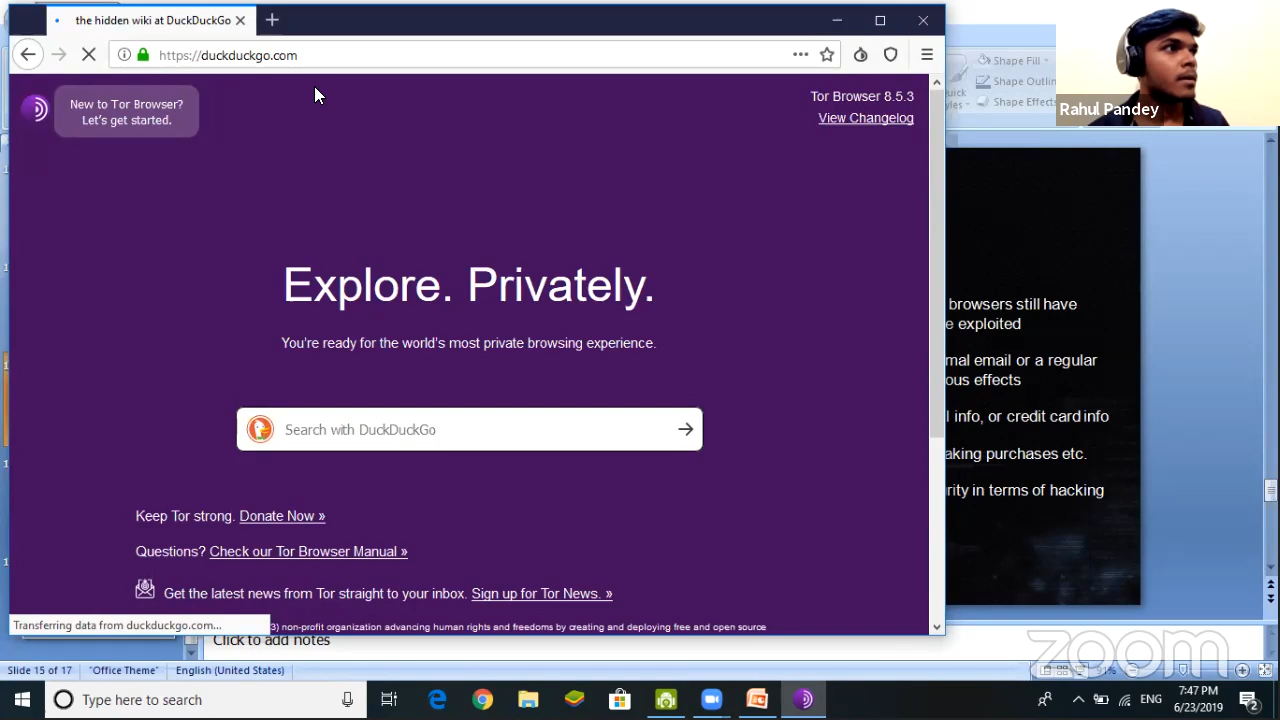 the hidden wiki at DuckDuckGo
https://duckduckgo.com
New to Tor Browser?
Let's get started.
Tor Browser 8.5.3
View Changelog
Explore. Privately.
You're ready for the world's most private browsing experience.
Search with DuckDuckGo
Keep Tor strong. Donate Now »
Questions? Check our Tor Browser Manual »
Get the latest news from Tor straight to your inbox. Sign up for Tor News. »
Transferring data from duckduckgo.com...
3) non-profit organization advancing human rights and freedoms by creating and deploying free and open source
Shape Fill
Shape Outlin
Shape Effects
Rahul Pandey
browsers still have
e exploited
mal email or a regular
ous effects
l info, or credit card info
aking purchases etc.
rity in terms of hacking
Click to add notes
zoom
Slide 15 of 17
"Office Theme"
English (United States)
Type here to search
ENG
7:47 PM
6/23/2019
2